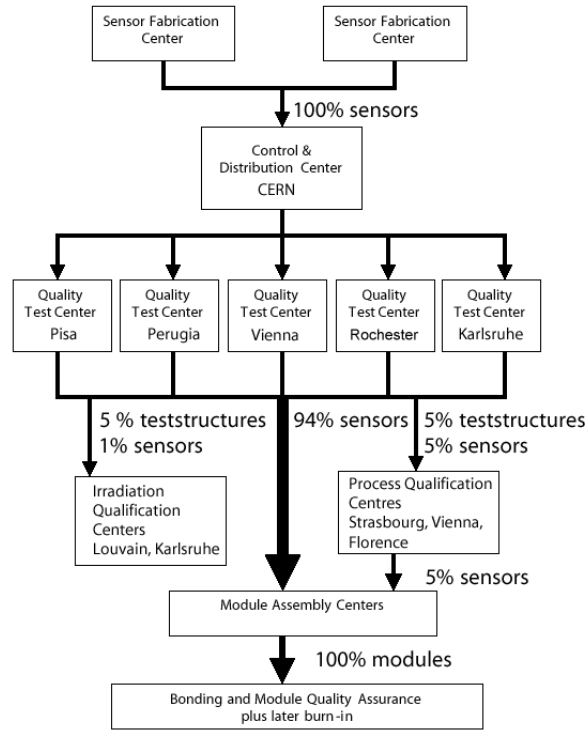 Sensor Fabrication
Center
Sensor Fabrication
Center
100% sensors
Control &
Distribution Center
CERN
Quality
Test Center
Pisa
Quality
Test Center
Perugia
Quality
Test Center
Vienna
Quality
Test Center
Rochester
Quality
Test Center
Karlsruhe
5 % teststructures
1% sensors
94% sensors
5% teststructures
5% sensors
Irradiation
Qualification
Centers
Louvain, Karlsruhe
Process Qualification
Centres
Strasbourg, Vienna,
Florence
5% sensors
Module Assembly Centers
100% modules
Bonding and Module Quality Assurance
plus later burn-in